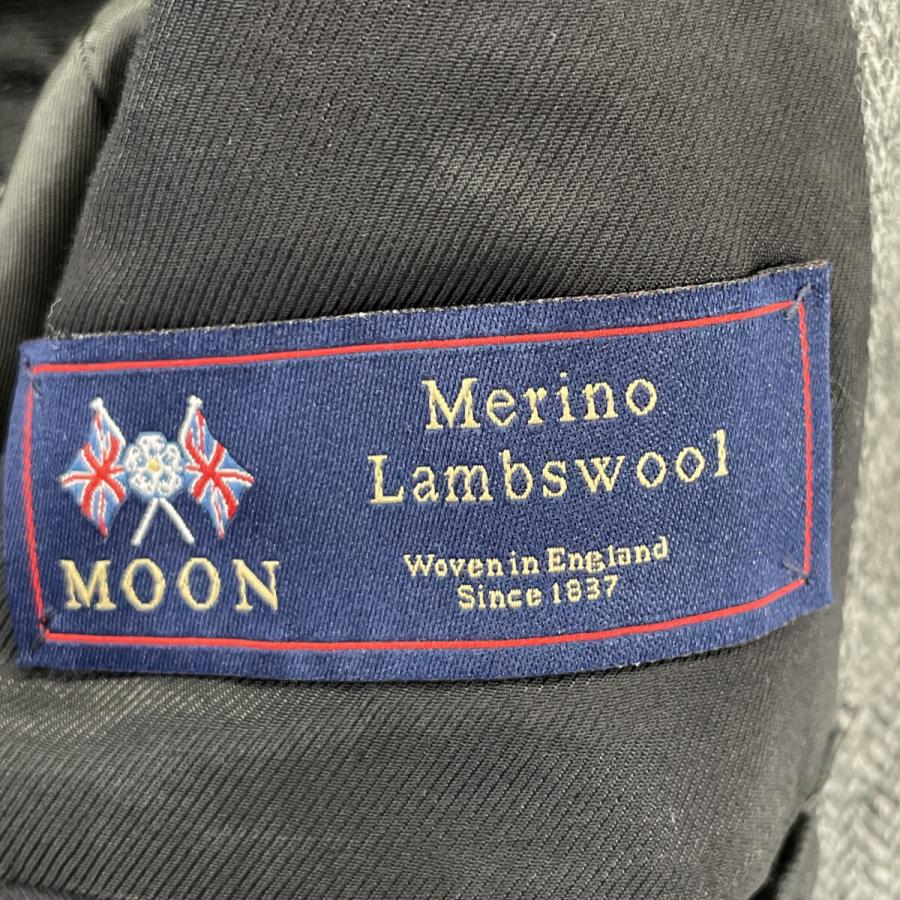 MOON
Merino
Lambswool
Woven in England
Since 1837